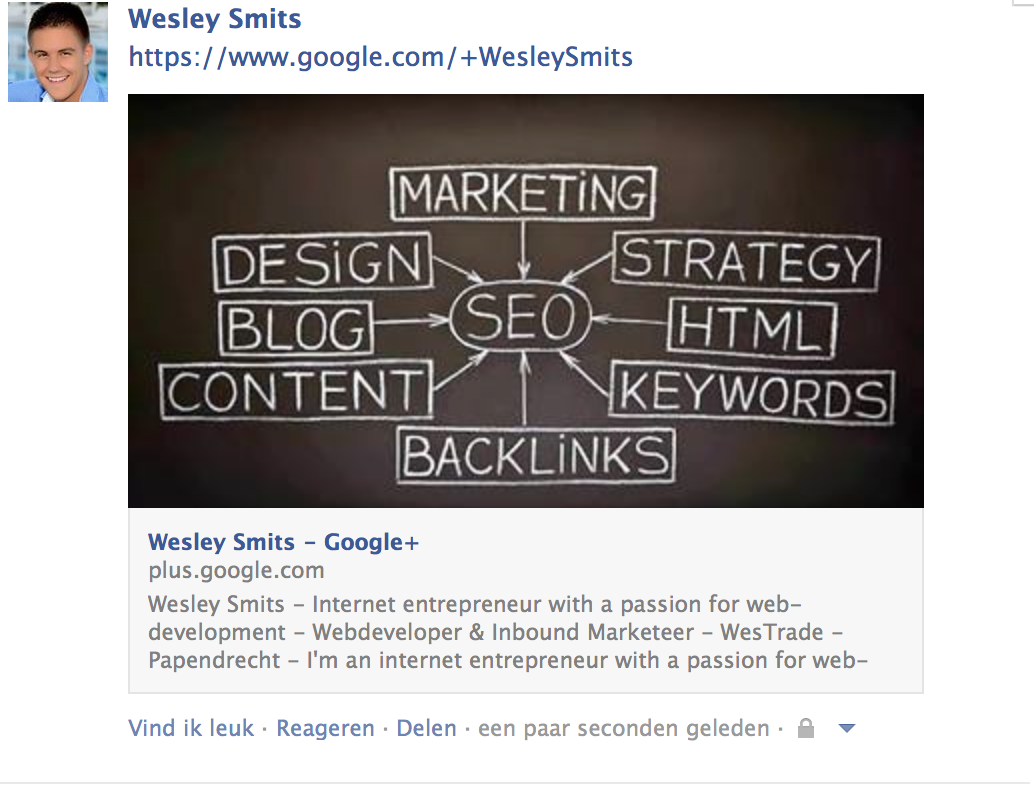 Wesley Smits
https://www.google.com/+WesleySmits
MARKETiNG
DESiGN
STRATEGY
BLOG
SEO
HTML
CONTENT
KEYWORDS
BACKLiNKS
Wesley Smits – Google+
plus.google.com
Wesley Smits – Internet entrepreneur with a passion for web–
development – Webdeveloper & Inbound Marketeer – WesTrade –
Papendrecht – I'm an internet entrepreneur with a passion for web–
Vind ik leuk · Reageren · Delen · een paar seconden geleden ·